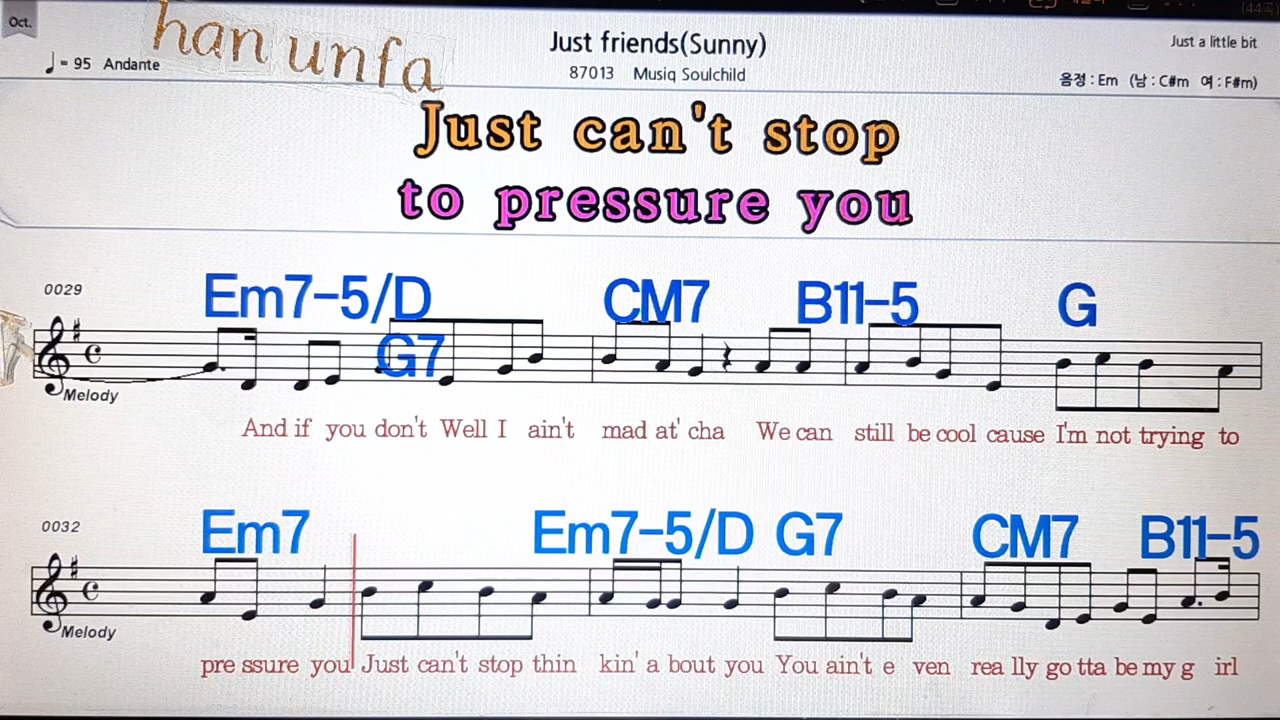 Oct.
han unfa
Just friends(Sunny)
Just a little bit
♩= 95 Andante
87013 Musiq Soulchild
음정 : Em (남 : C#m 여 : F#m)
Just can't stop
to pressure you
0029
Em7-5/D G7 CM7 B11-5 G
Melody
And if you don't Well I ain't mad at' cha We can still be cool cause I'm not trying to
0032
Em7 Em7-5/D G7 CM7 B11-5
Melody
pre ssure you Just can't stop thin kin' a bout you You ain't e ven rea lly go tta be my g irl